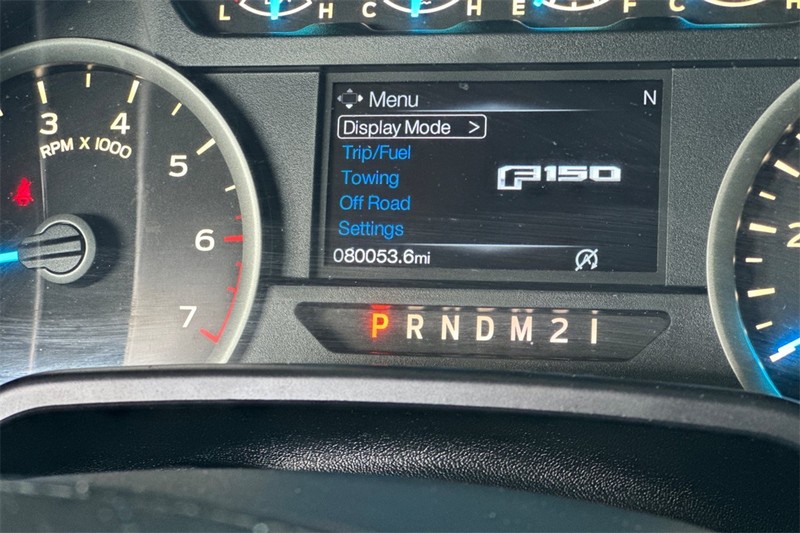 L H C H E F C H
3 4
RPM X 1000
5
6
7
Menu N
Display Mode >
Trip/Fuel
Towing
F150
Off Road
Settings
080053.6mi
A
P R N D M 2 1
2